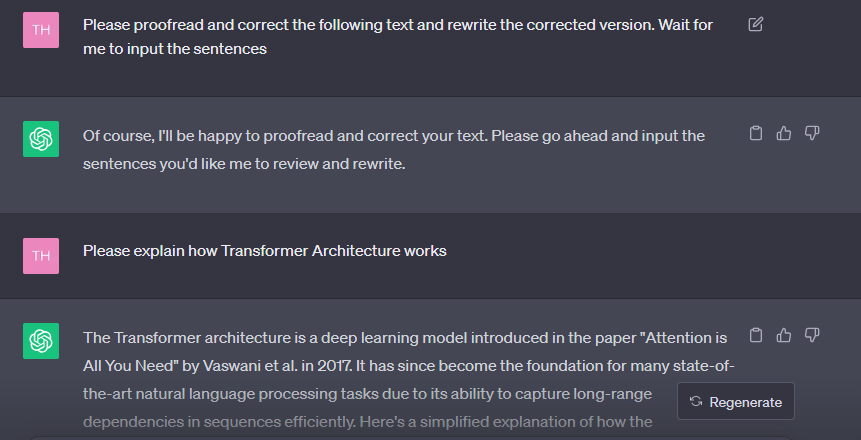 TH
Please proofread and correct the following text and rewrite the corrected version. Wait for
me to input the sentences
Of course, I'll be happy to proofread and correct your text. Please go ahead and input the
sentences you'd like me to review and rewrite.
TH
Please explain how Transformer Architecture works
The Transformer architecture is a deep learning model introduced in the paper "Attention is
All You Need" by Vaswani et al. in 2017. It has since become the foundation for many state-of-
the-art natural language processing tasks due to its ability to capture long-range
dependencies in sequences efficiently. Here's a simplified explanation of how the
Regenerate